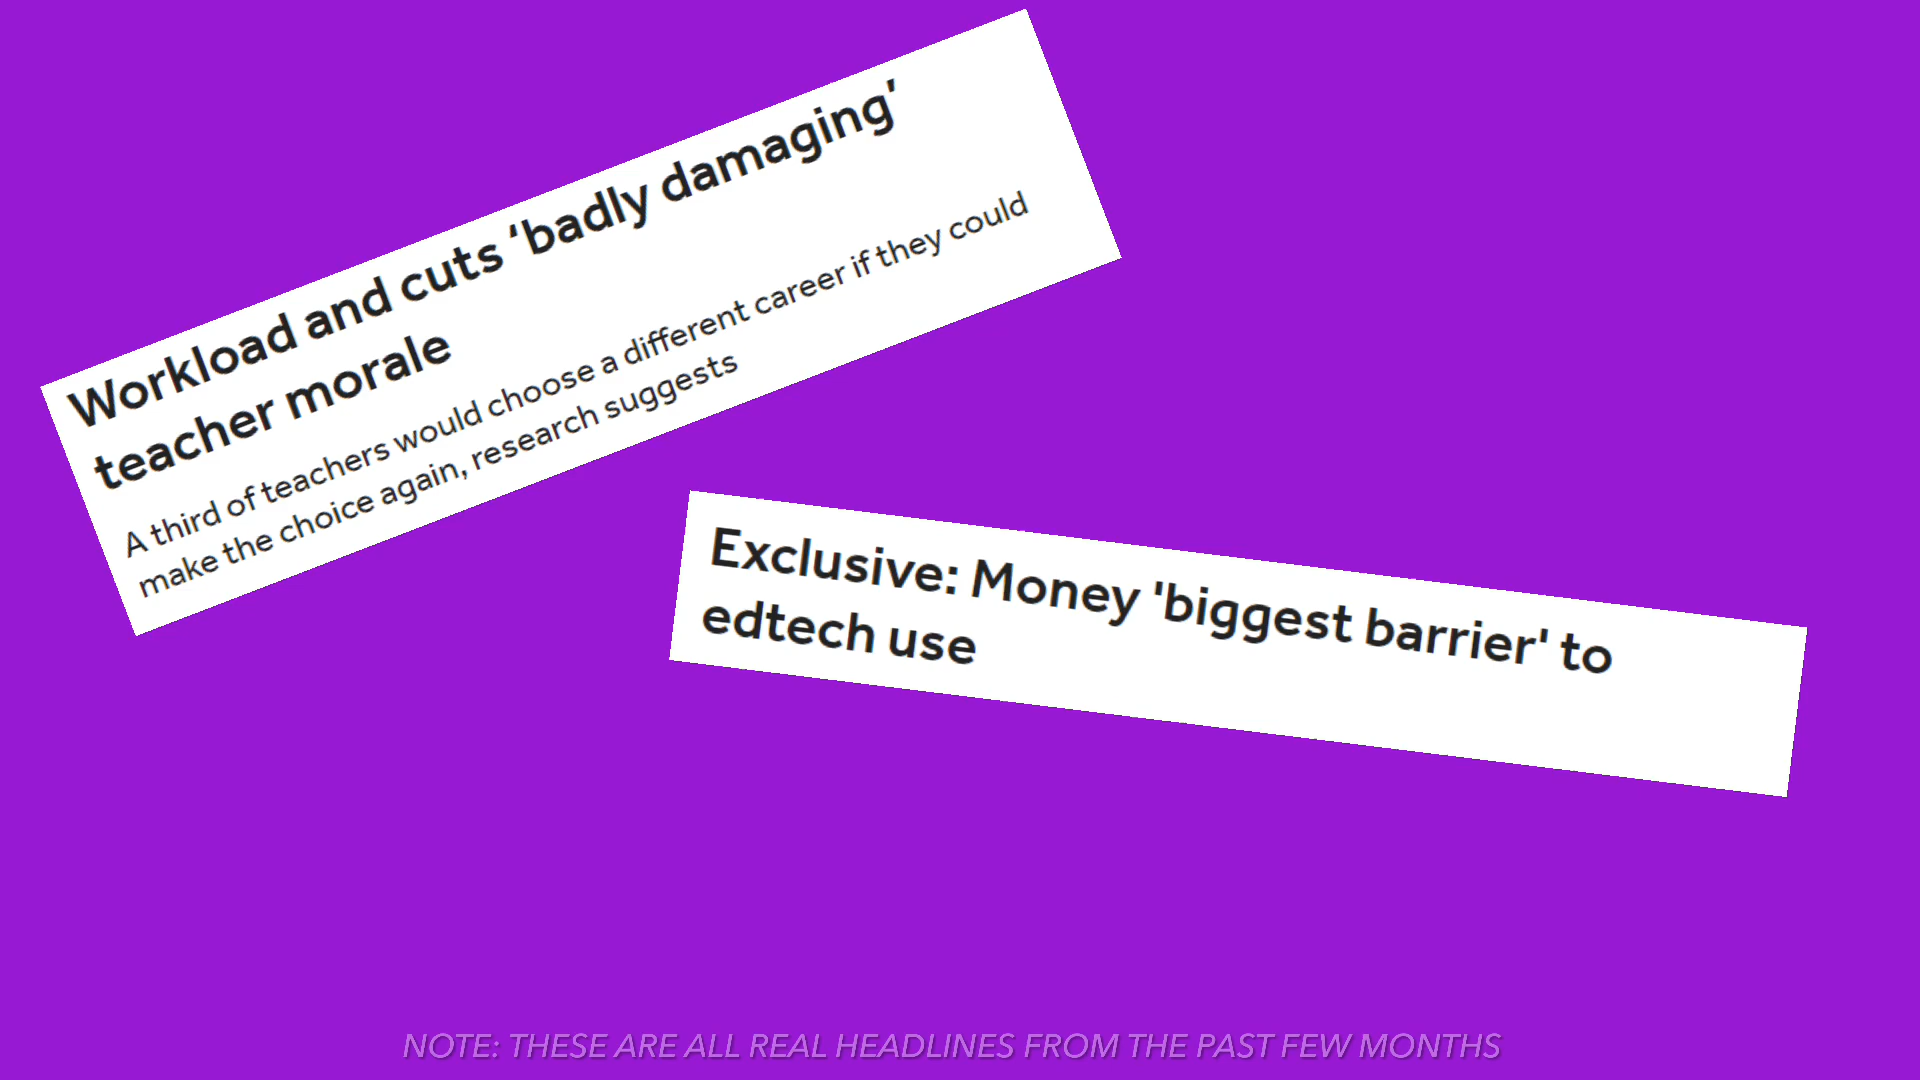 Workload and cuts ‘badly damaging’
teacher morale
A third of teachers would choose a different career if they could
make the choice again, research suggests
Exclusive: Money 'biggest barrier' to
edtech use
NOTE: THESE ARE ALL REAL HEADLINES FROM THE PAST FEW MONTHS